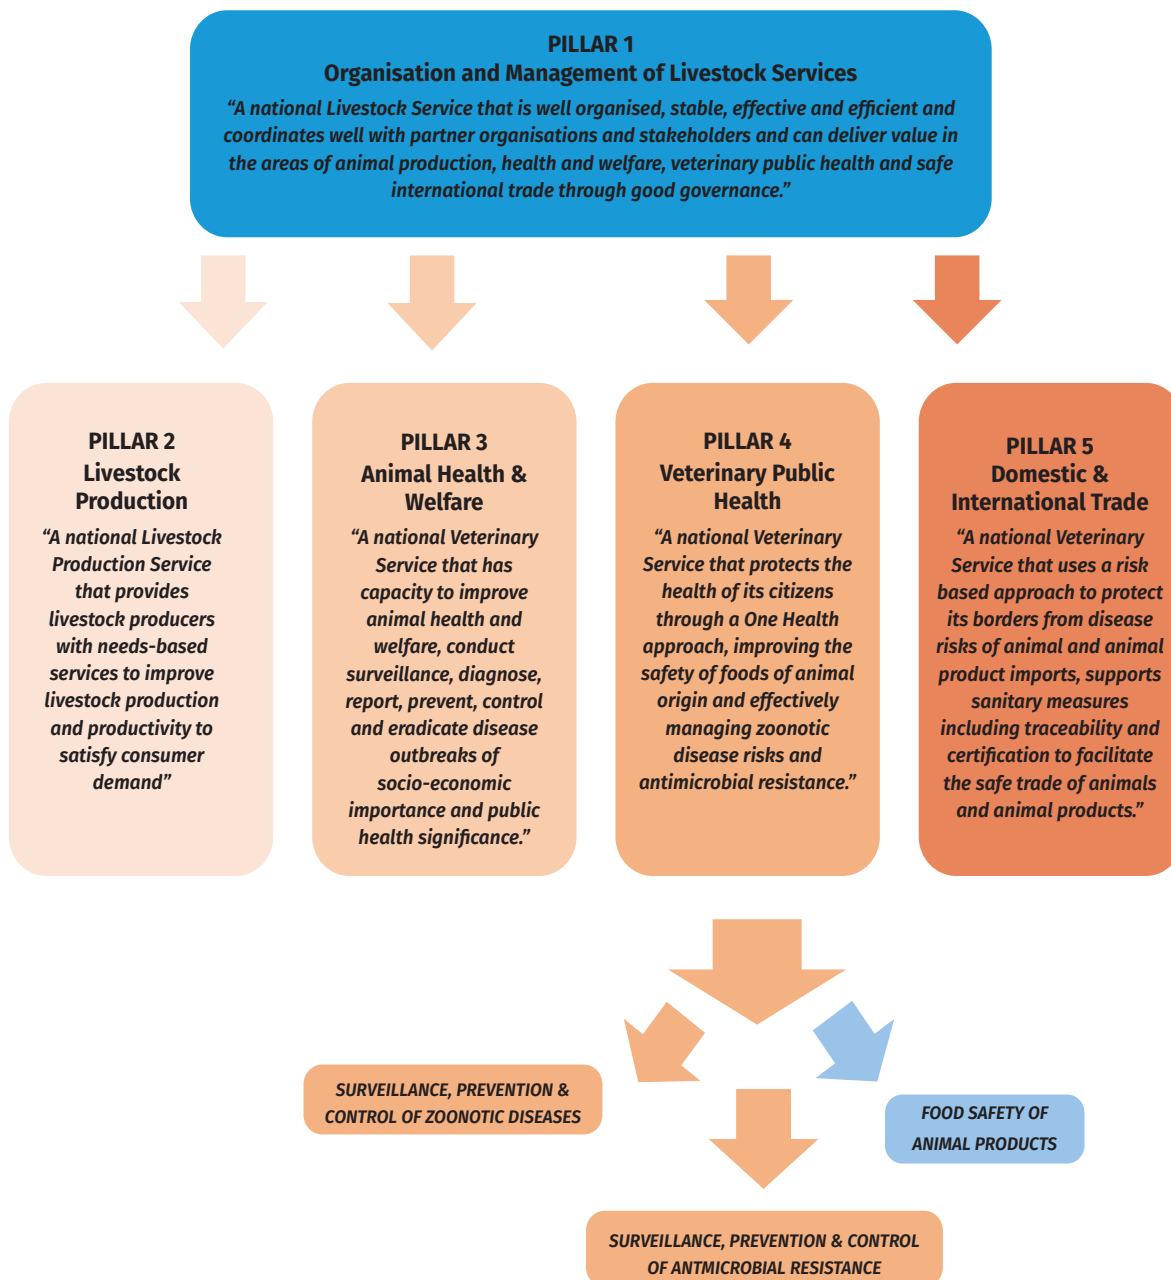 PILLAR 1
Organisation and Management of Livestock Services
“A national Livestock Service that is well organised, stable, effective and efficient and
coordinates well with partner organisations and stakeholders and can deliver value in
the areas of animal production, health and welfare, veterinary public health and safe
international trade through good governance.”
PILLAR 2
Livestock
Production
“A national Livestock
Production Service
that provides
livestock producers
with needs-based
services to improve
livestock production
and productivity to
satisfy consumer
demand”
PILLAR 3
Animal Health &
Welfare
“A national Veterinary
Service that has
capacity to improve
animal health and
welfare, conduct
surveillance, diagnose,
report, prevent, control
and eradicate disease
outbreaks of
socio-economic
importance and public
health significance.”
PILLAR 4
Veterinary Public
Health
“A national Veterinary
Service that protects the
health of its citizens
through a One Health
approach, improving the
safety of foods of animal
origin and effectively
managing zoonotic
disease risks and
antimicrobial resistance.”
PILLAR 5
Domestic &
International Trade
“A national Veterinary
Service that uses a risk
based approach to protect
its borders from disease
risks of animal and animal
product imports, supports
sanitary measures
including traceability and
certification to facilitate
the safe trade of animals
and animal products.”
SURVEILLANCE, PREVENTION &
CONTROL OF ZOONOTIC DISEASES
FOOD SAFETY OF
ANIMAL PRODUCTS
SURVEILLANCE, PREVENTION & CONTROL
OF ANTMICROBIAL RESISTANCE